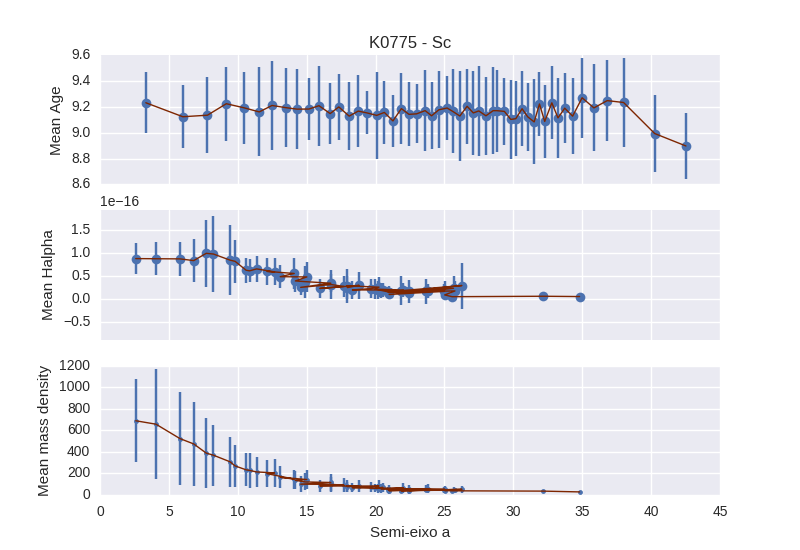 K0775 - Sc
9.6
9.4
9.2
9.0
8.8
8.6
Mean Age
1e−16
1.5
1.0
0.5
0.0
−0.5
Mean Halpha
1200
1000
800
600
400
200
0
Mean mass density
0 5 10 15 20 25 30 35 40 45
Semi-eixo a